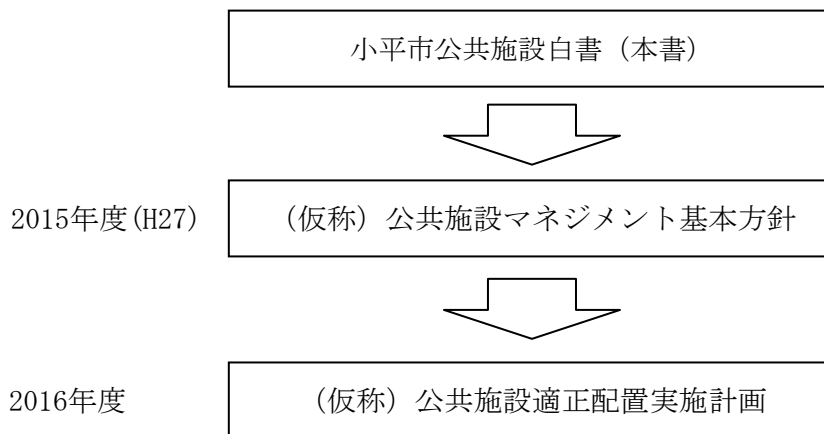 小平市公共施設白書（本書）
2015年度(H27)
（仮称）公共施設マネジメント基本方針
2016年度
（仮称）公共施設適正配置実施計画